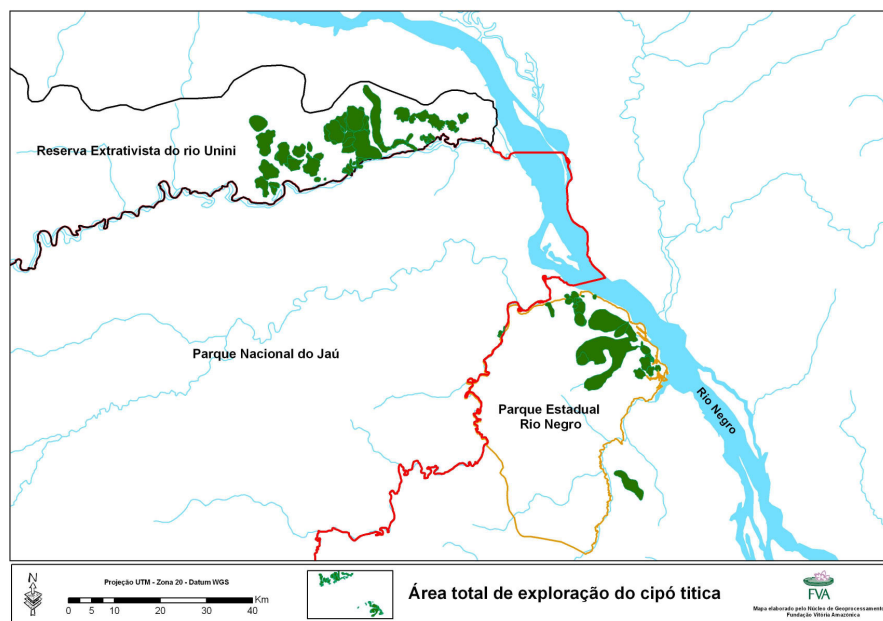 Reserva Extrativista do rio Unini
Parque Nacional do Jaú
Parque Estadual
Rio Negro
Rio Negro
N
Projeção UTM - Zona 20 - Datum WGS
Km
0 5 10 20 30 40
Área total de exploração do cipó titica
FVA
Mapa elaborado pelo Núcleo de Geoprocessamento
Fundação Vitória Amazônica